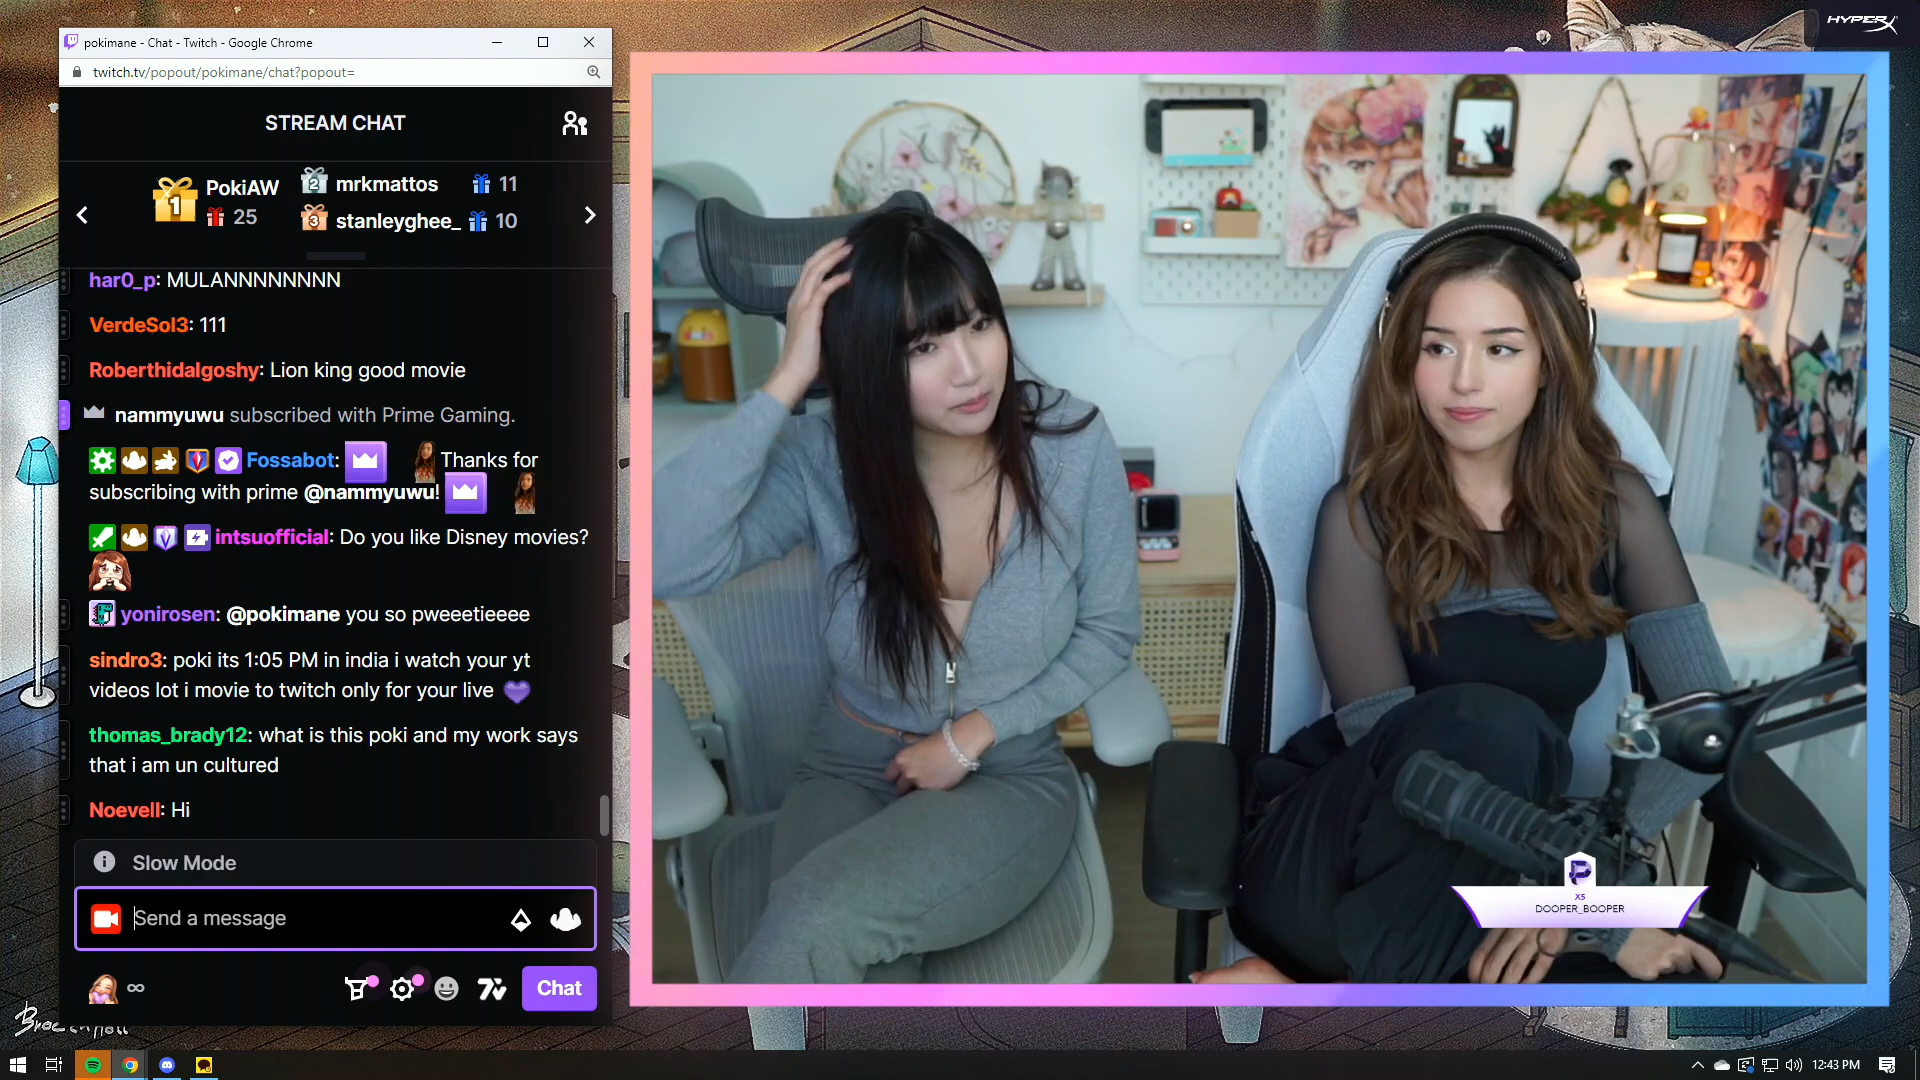 pokimane - Chat - Twitch - Google Chrome
twitch.tv/popout/pokimane/chat?popout=
HYPERX
STREAM CHAT
1 PokiAW
25
2 mrkmattos 11
3 stanleyghee_ 10
har0_p: MULANNNNNNNN
VerdeSol3: 111
Roberthidalgoshy: Lion king good movie
nammyuwu subscribed with Prime Gaming.
Fossabot: Thanks for
subscribing with prime @nammyuwu!
intsuofficial: Do you like Disney movies?
yonirosen: @pokimane you so pweeetieeee
sindro3: poki its 1:05 PM in india i watch your yt
videos lot i movie to twitch only for your live
thomas_brady12: what is this poki and my work says
that i am un cultured
Noevell: Hi
Slow Mode
Send a message
Chat
X5
DOOPER_BOOPER
12:43 PM